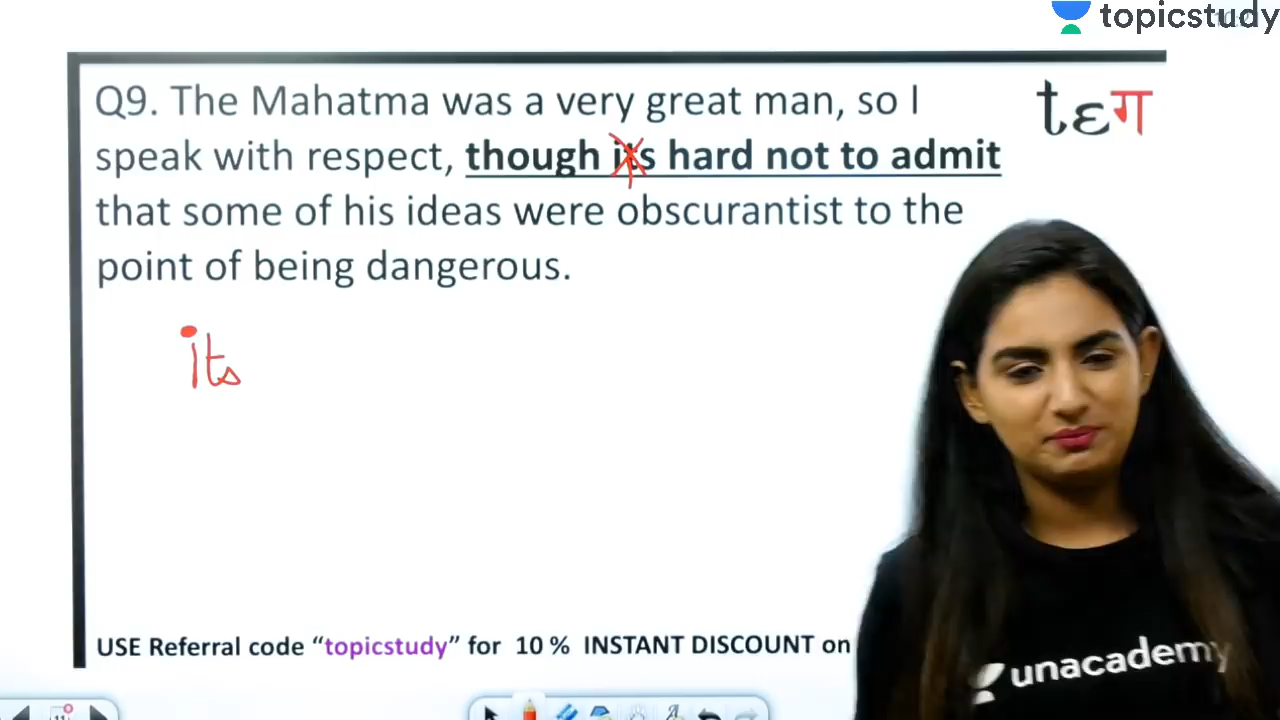 topicstudy
Q9. The Mahatma was a very great man, so I
tεग
speak with respect, though its hard not to admit
that some of his ideas were obscurantist to the
point of being dangerous.
its
USE Referral code “topicstudy” for 10 % INSTANT DISCOUNT on
unacademy